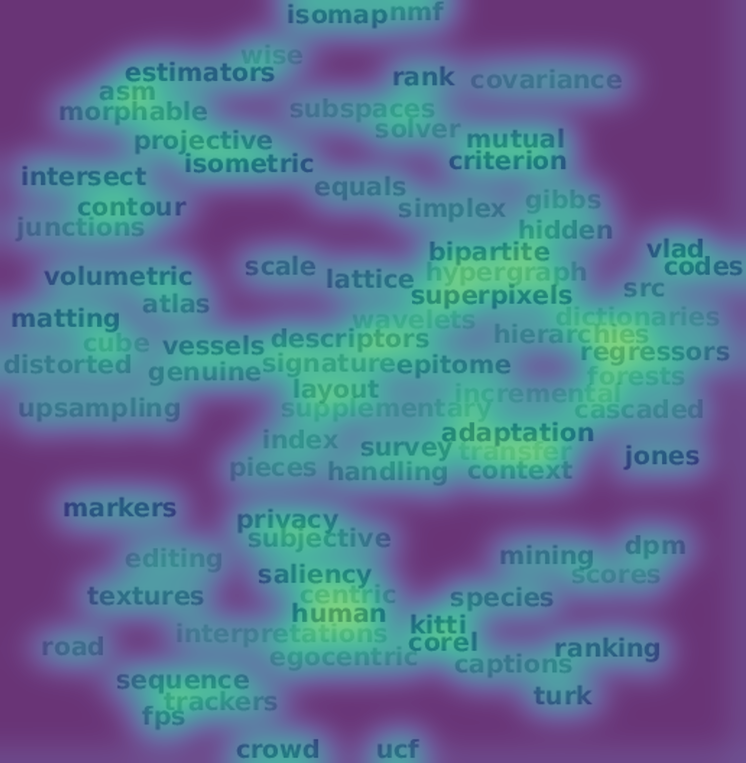 isomap nmf
wise
estimators
rank covariance
asm
morphable subspaces
solver
projective mutual
isometric criterion
intersect
equals
contour simplex gibbs
junctions hidden
bipartite vlad
scale lattice hypergraph codes
volumetric
superpixels src
atlas
matting wavelets dictionaries
cube vessels descriptors hierarchies
regressors
distorted genuine signature epitome
forests
layout incremental
upsampling supplementary cascaded
adaptation
index survey transfer jones
pieces handling context
markers
privacy
subjective
editing mining dpm
saliency scores
textures centric species
human
interpretations kitti
corel
road egocentric captions ranking
sequence
trackers turk
fps
crowd ucf